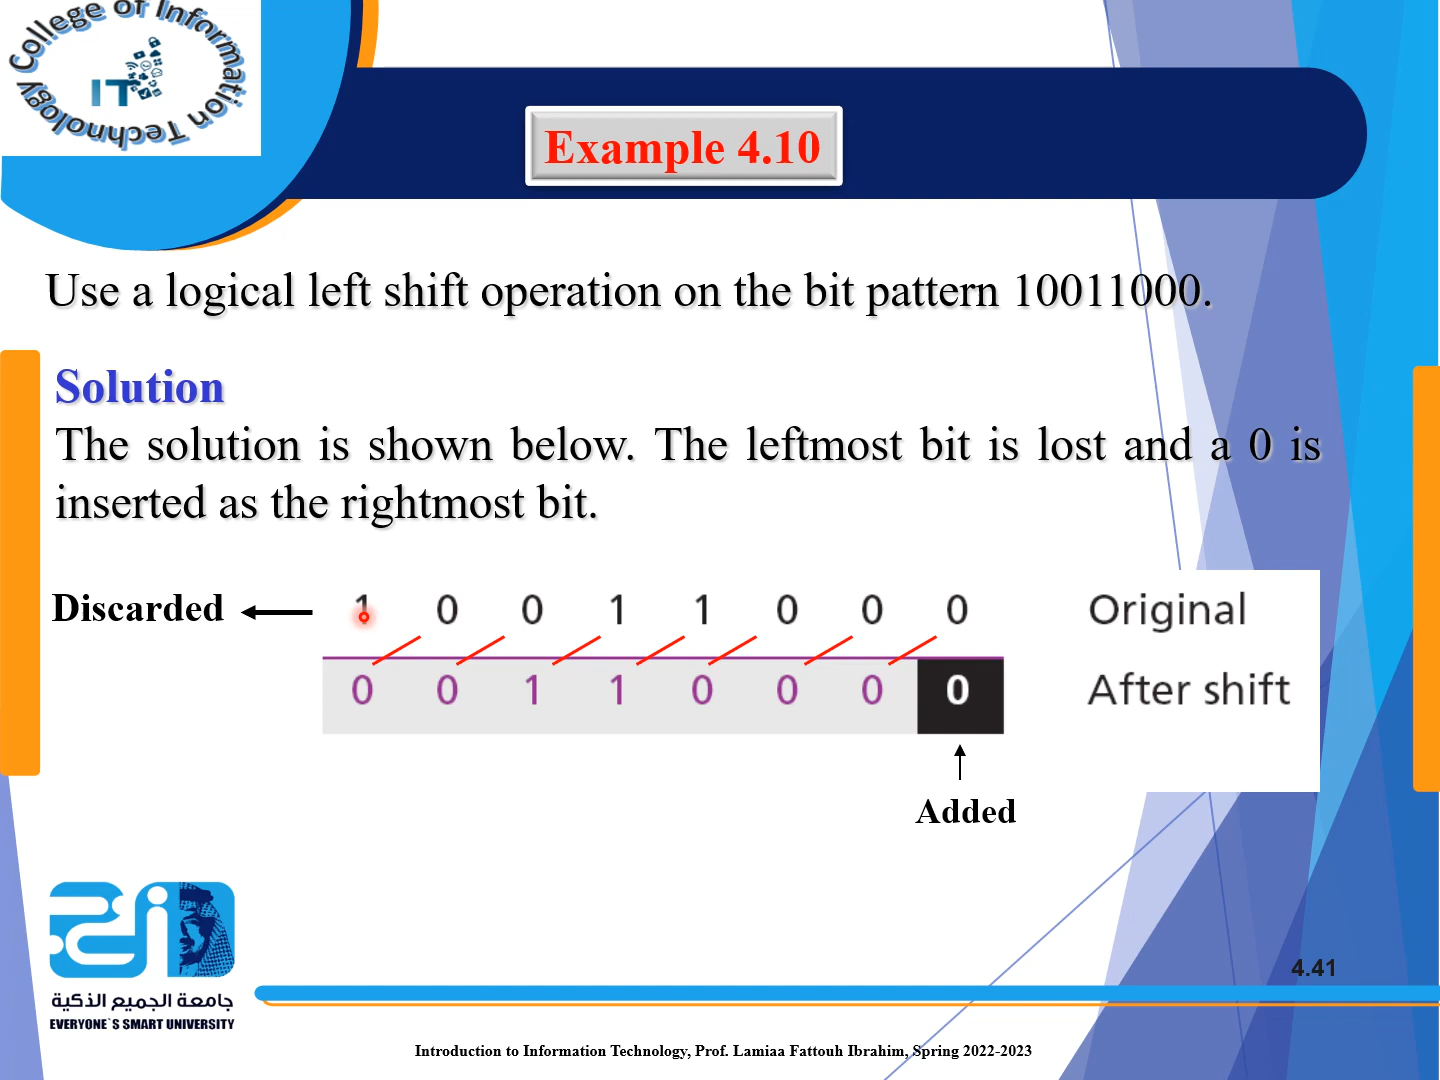 College of Information Technology
IT
Example 4.10
Use a logical left shift operation on the bit pattern 10011000.
Solution
The solution is shown below. The leftmost bit is lost and a 0 is
inserted as the rightmost bit.
Discarded 1 0 0 1 1 0 0 0 Original
0 0 1 1 0 0 0 0 After shift
Added
4.41
جامعة الجميع الذكية
EVERYONE`S SMART UNIVERSITY
Introduction to Information Technology, Prof. Lamiaa Fattouh Ibrahim, Spring 2022-2023